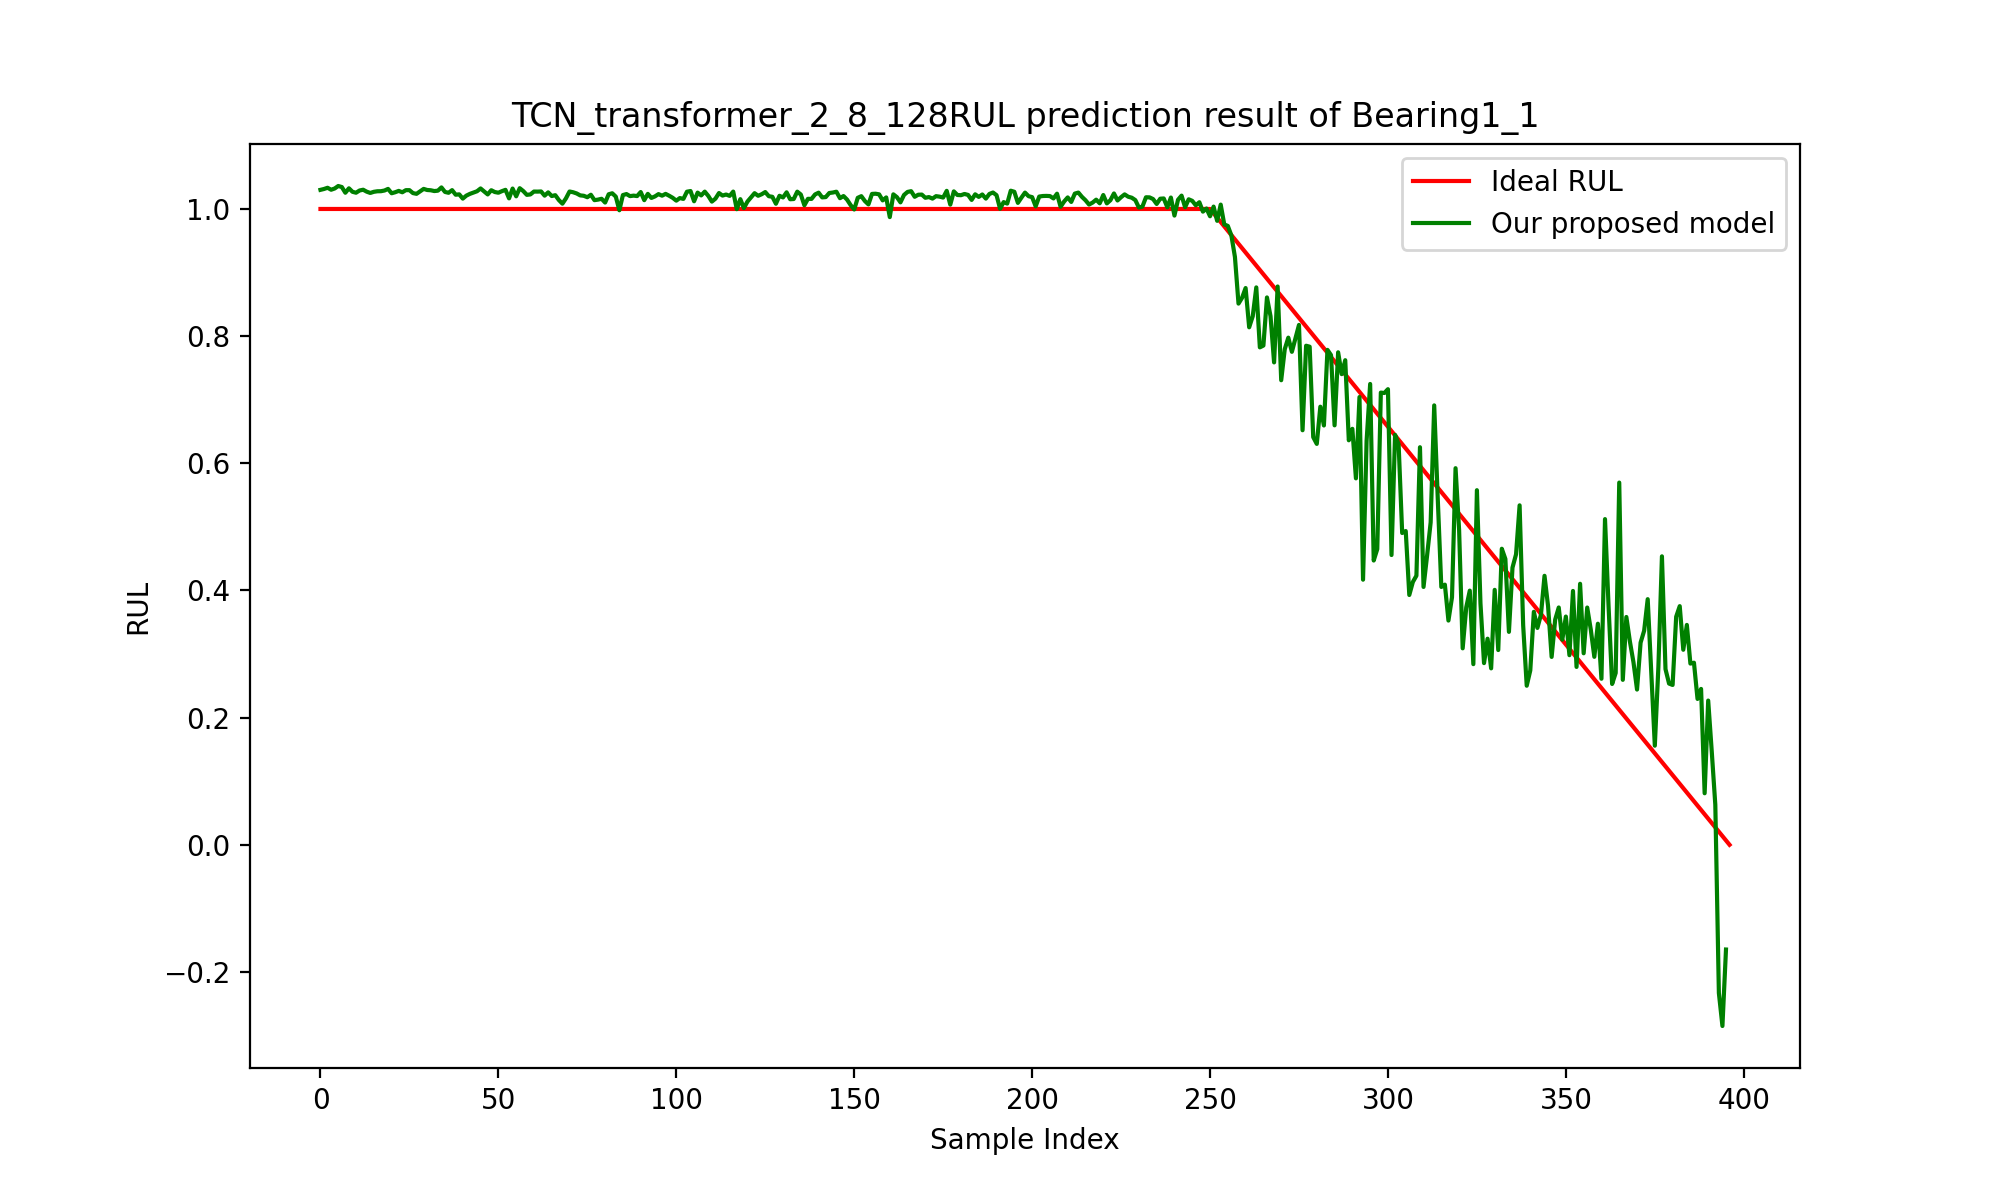 TCN_transformer_2_8_128RUL prediction result of Bearing1_1
Ideal RUL
Our proposed model
1.0
0.8
0.6
0.4
0.2
0.0
−0.2
RUL
0 50 100 150 200 250 300 350 400
Sample Index